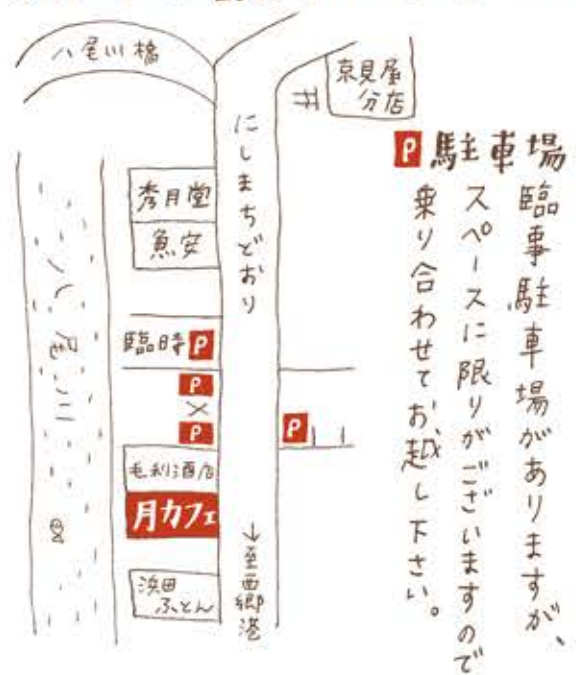 八尾川橋
京見屋
分店
にしまちどおり
P 駐車場
臨事駐車場がありますが、
スペースに限りがございますので
乗り合わせてお越し下さい。
秀月堂
魚安
八尾川
臨時 P
P
P
P
毛利酒店
月カフェ
↓至西郷港
浜田
ふとん